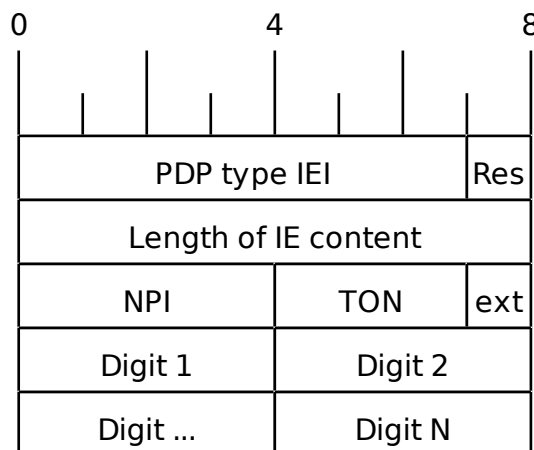 0 4 8
PDP type IEI Res
Length of IE content
NPI TON ext
Digit 1 Digit 2
Digit ... Digit N